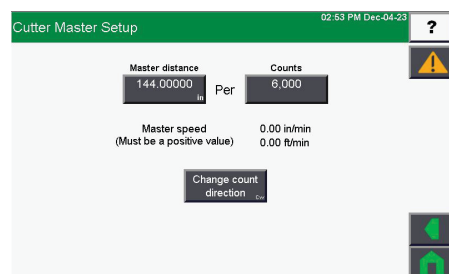 Cutter Master Setup
02:53 PM Dec-04-23
?
Master distance
144.00000
in
Per
Counts
6,000
Master speed
(Must be a positive value)
0.00 in/min
0.00 ft/min
Change count
direction